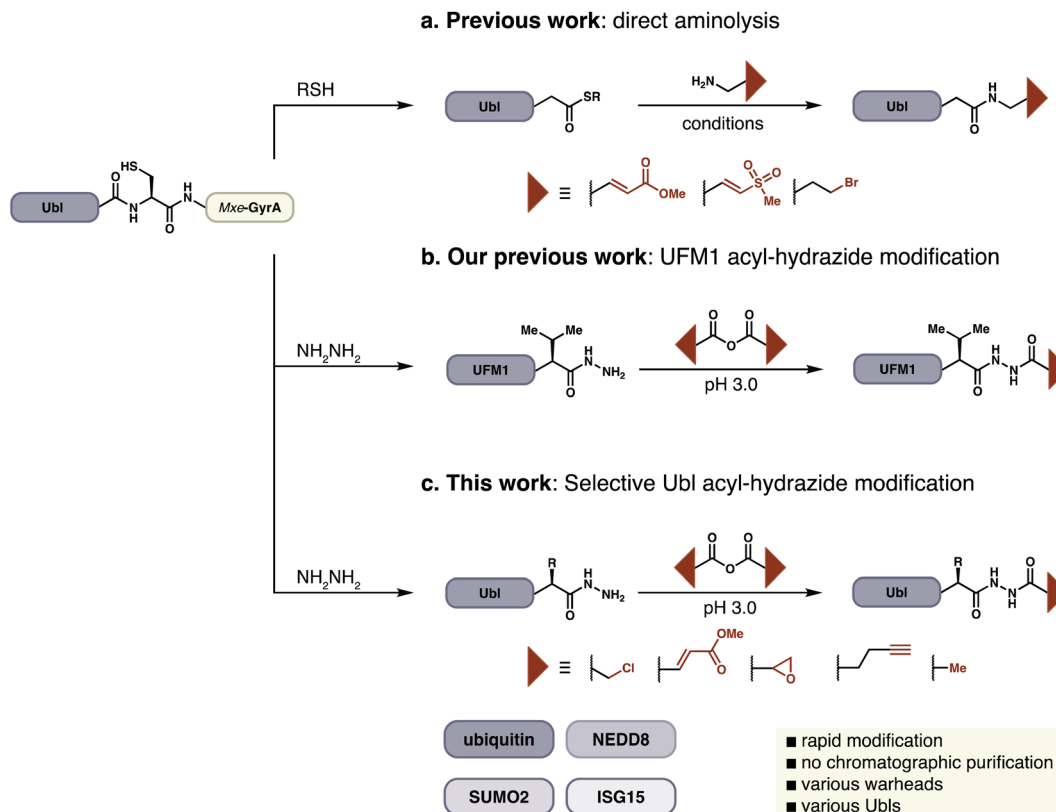 a. Previous work: direct aminolysis
RSH
Ubl
SR
O
H₂N
conditions
Ubl
H
N
O
HS
Ubl
O
N
H
O
H
N
Mxe-GyrA
≡
O
OMe
O
O
S
Me
Br
b. Our previous work: UFM1 acyl-hydrazide modification
NH2NH2
UFM1
Me
Me
O
H
N
NH₂
O
O
O
pH 3.0
UFM1
Me
Me
O
H
N
N
H
O
c. This work: Selective Ubl acyl-hydrazide modification
NH2NH2
Ubl
R
O
H
N
NH₂
O
O
O
pH 3.0
Ubl
R
O
H
N
N
H
O
≡
Cl
OMe
O
O
Me
ubiquitin
NEDD8
SUMO2
ISG15
■ rapid modification
■ no chromatographic purification
■ various warheads
■ various Ubls